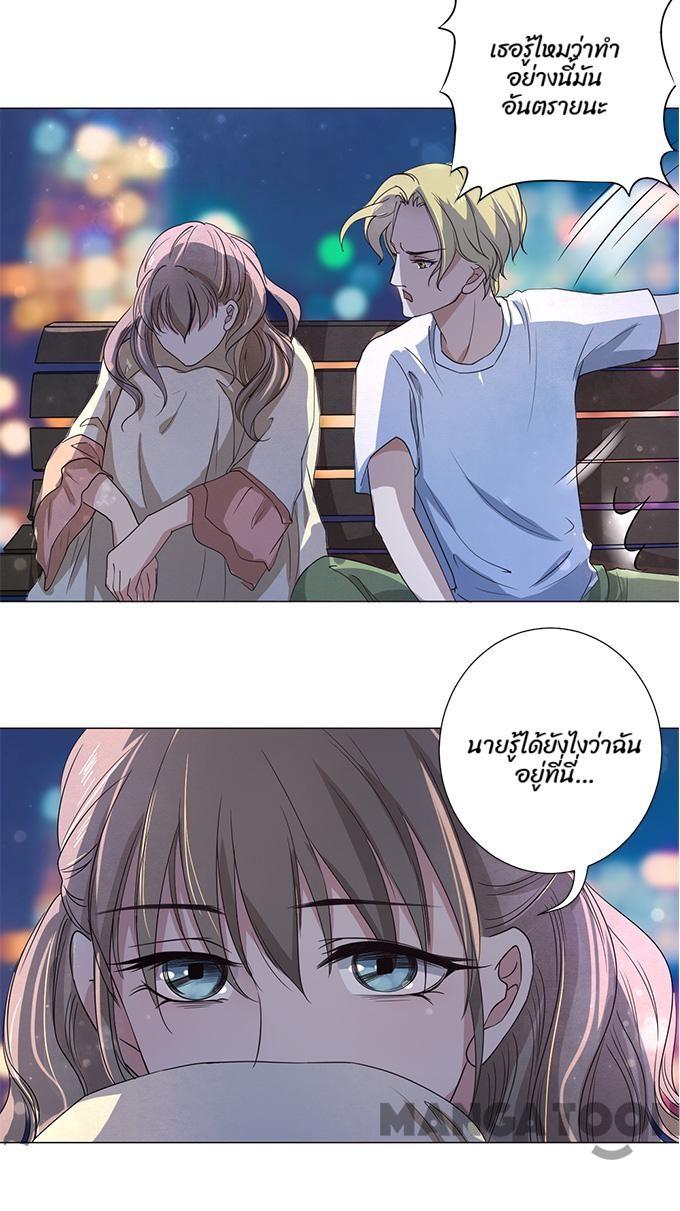 เธอรู้ไหมว่าทำ
อย่างนี้มัน
อันตรายนะ
นายรู้ได้ยังไงว่าฉัน
อยู่ที่นี่...
MANGATOON